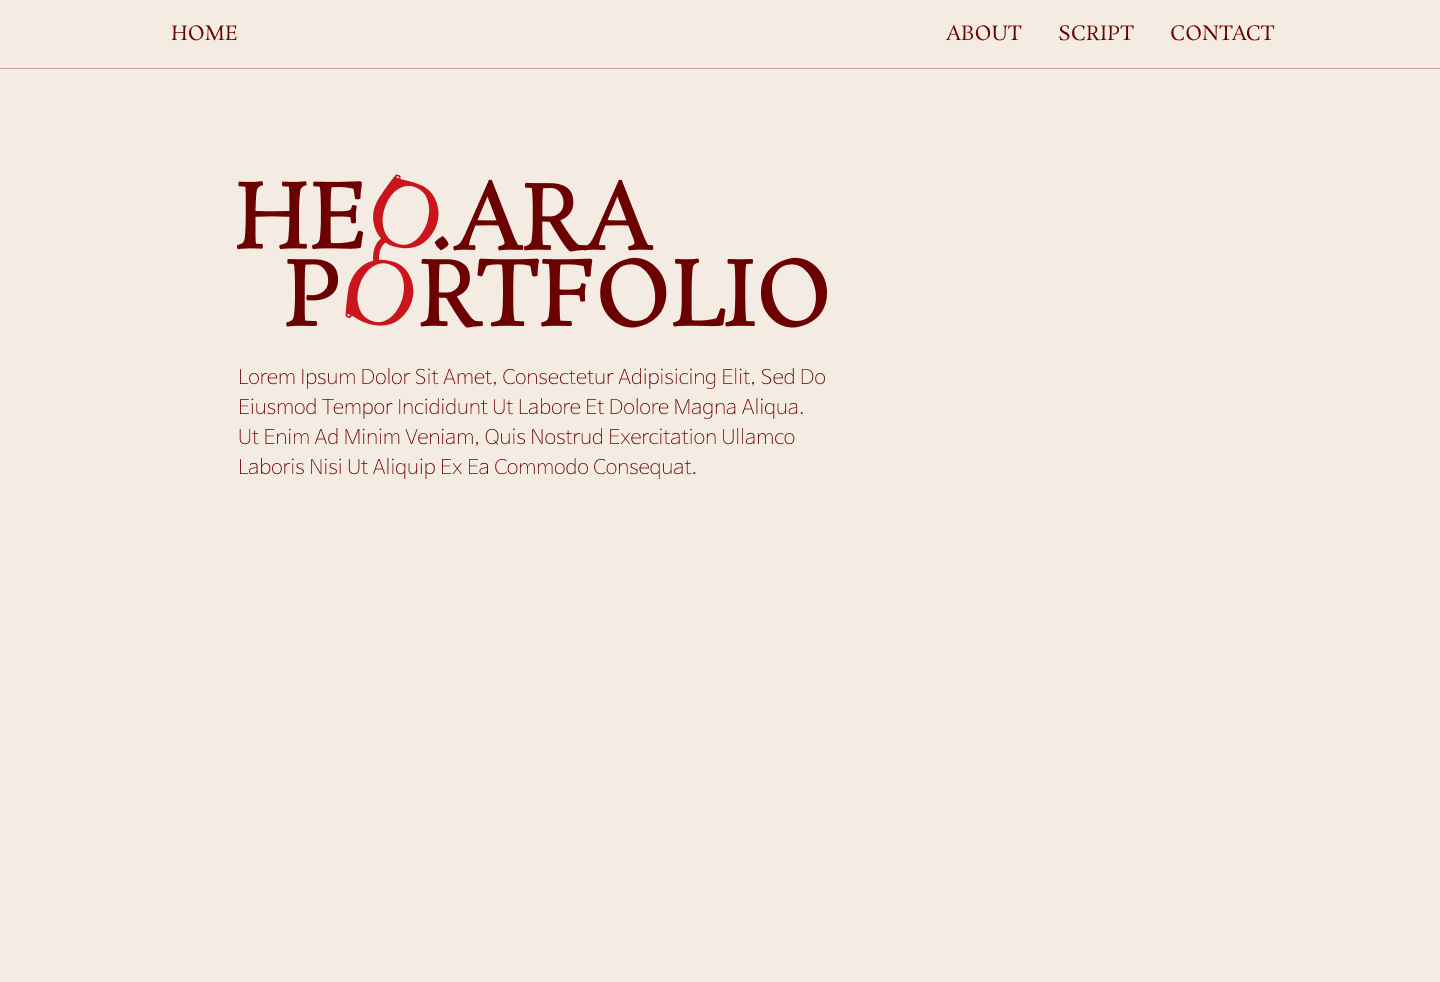 HOME
ABOUT SCRIPT CONTACT
HEO.ARA
PORTFOLIO
Lorem Ipsum Dolor Sit Amet, Consectetur Adipisicing Elit, Sed Do
Eiusmod Tempor Incididunt Ut Labore Et Dolore Magna Aliqua.
Ut Enim Ad Minim Veniam, Quis Nostrud Exercitation Ullamco
Laboris Nisi Ut Aliquip Ex Ea Commodo Consequat.